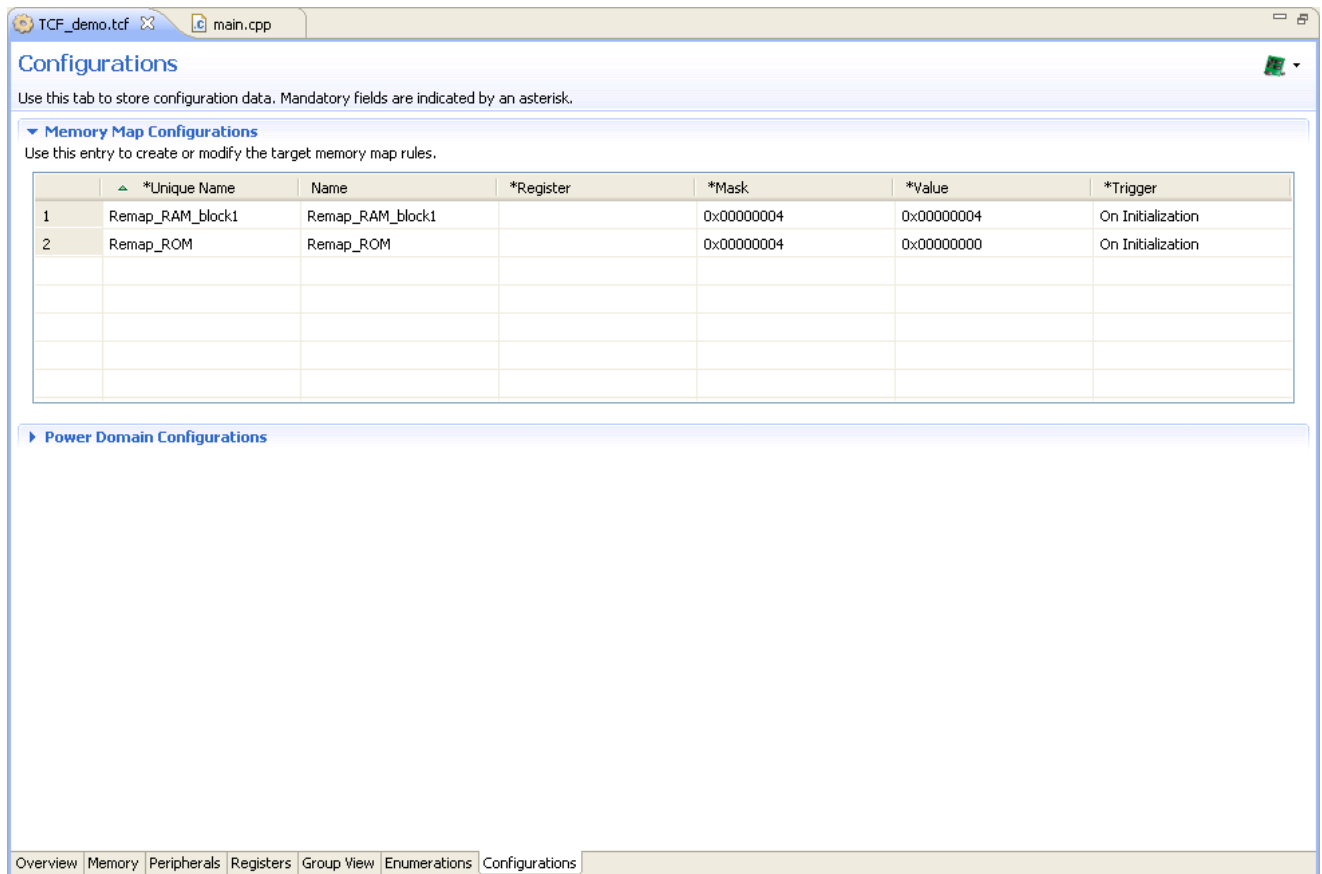 TCF_demo.tcf main.cpp
Configurations
Use this tab to store configuration data. Mandatory fields are indicated by an asterisk.
Memory Map Configurations
Use this entry to create or modify the target memory map rules.
*Unique Name Name *Register *Mask *Value *Trigger
1 Remap_RAM_block1 Remap_RAM_block1 0x00000004 0x00000004 On Initialization
2 Remap_ROM Remap_ROM 0x00000004 0x00000000 On Initialization
Power Domain Configurations
Overview Memory Peripherals Registers Group View Enumerations Configurations